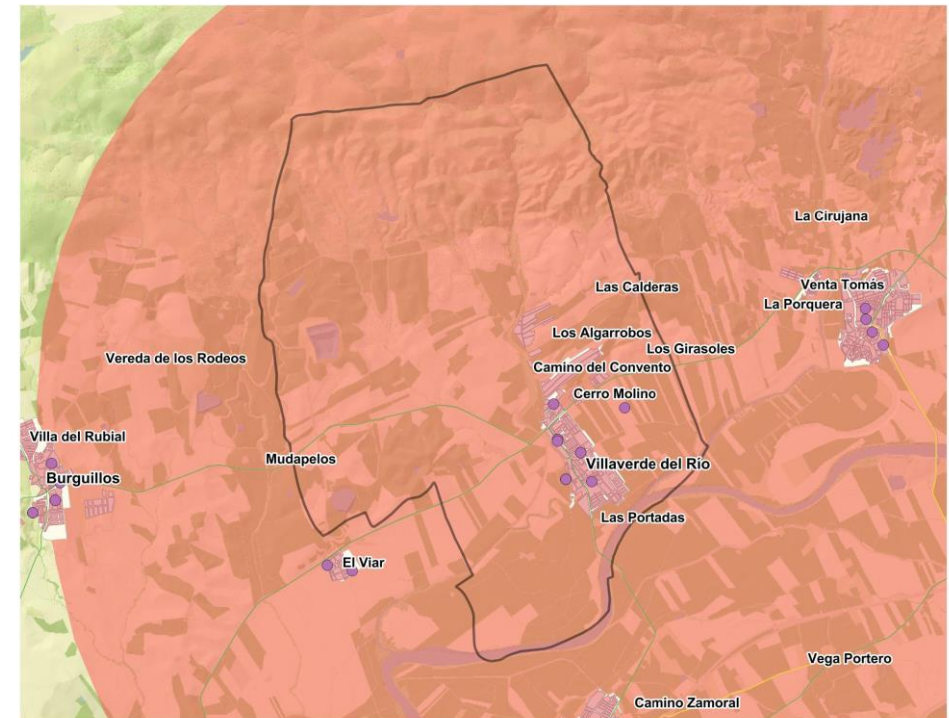 La Cirujana
Venta Tomás
Las Calderas
La Porquera
Los Algarrobos
Los Girasoles
Vereda de los Rodeos
Camino del Convento
Cerro Molino
Villa del Rubial
Mudapelos
Villaverde del Rio
Burguillos
Las Portadas
El Viar
Vega Portero
Camino Zamoral